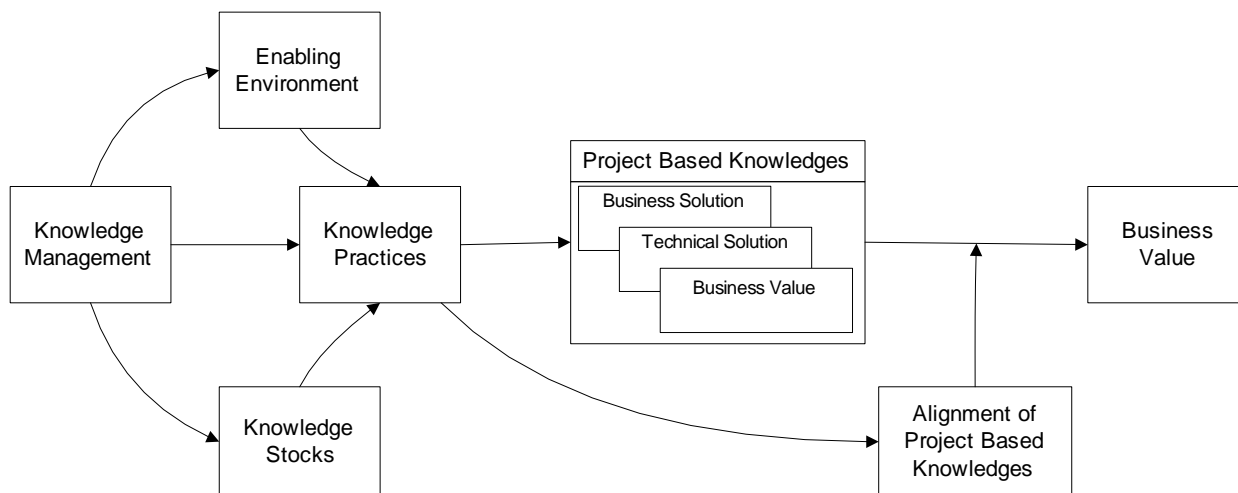 Enabling
Environment
Knowledge
Management
Knowledge
Practices
Knowledge
Stocks
Project Based Knowledges
Business Solution
Technical Solution
Business Value
Alignment of
Project Based
Knowledges
Business
Value